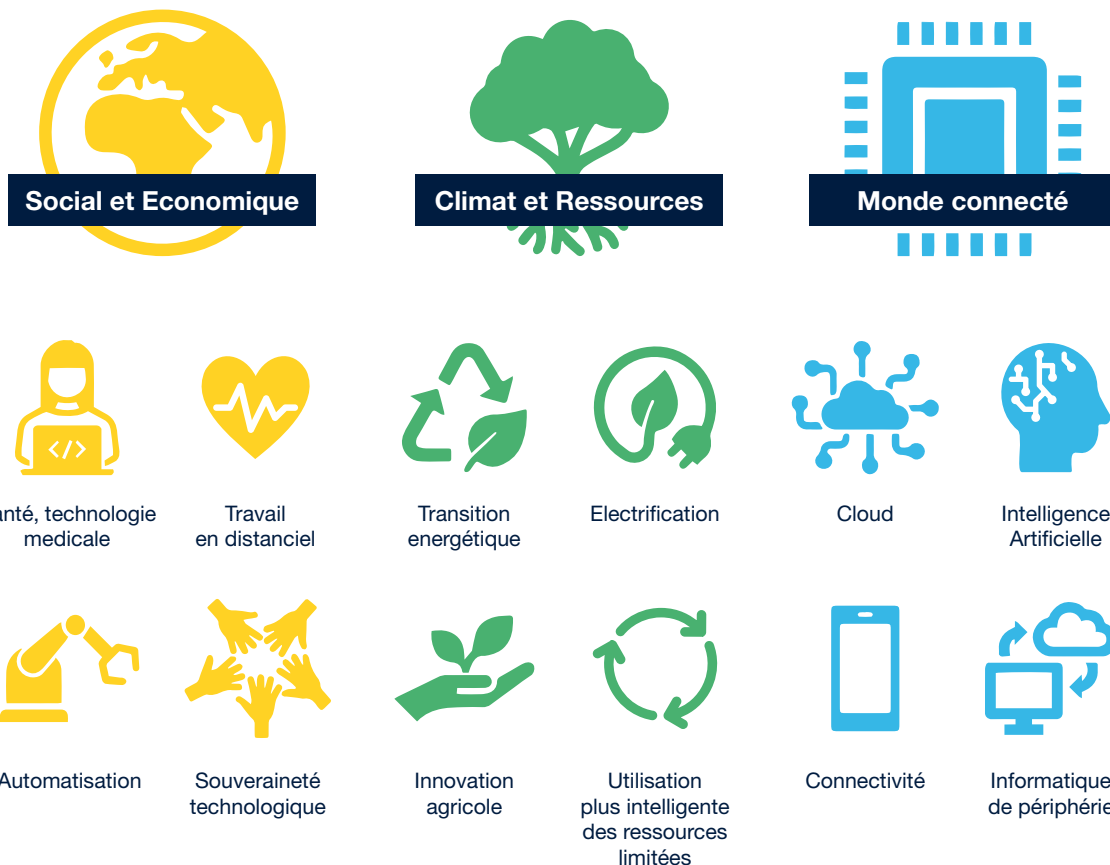 Social et Economique
Climat et Ressources
Monde connecté
</>
anté, technologie
medicale
Travail
en distanciel
Transition
energétique
Electrification
Cloud
Intelligence
Artificielle
Automatisation
Souveraineté
technologique
Innovation
agricole
Utilisation
plus intelligente
des ressources
limitées
Connectivité
Informatique
de périphérie